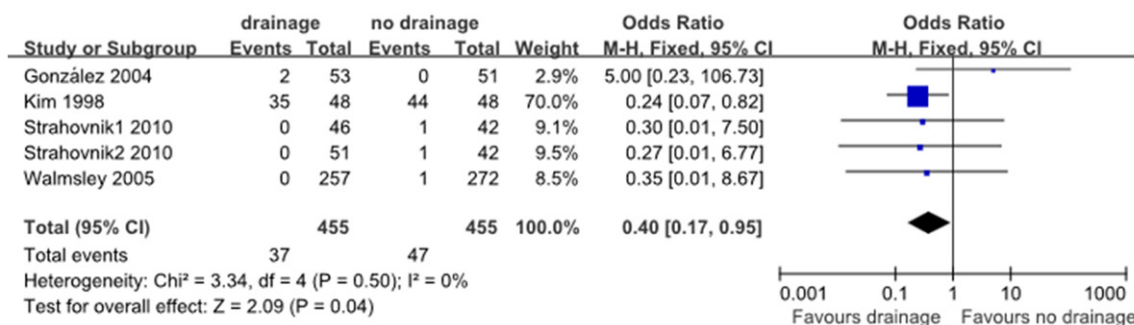 drainage no drainage Odds Ratio Odds Ratio
Study or Subgroup Events Total Events Total Weight M-H, Fixed, 95% CI M-H, Fixed, 95% CI
González 2004 2 53 0 51 2.9% 5.00 [0.23, 106.73]
Kim 1998 35 48 44 48 70.0% 0.24 [0.07, 0.82]
Strahovnik1 2010 0 46 1 42 9.1% 0.30 [0.01, 7.50]
Strahovnik2 2010 0 51 1 42 9.5% 0.27 [0.01, 6.77]
Walmsley 2005 0 257 1 272 8.5% 0.35 [0.01, 8.67]
Total (95% CI) 455 455 100.0% 0.40 [0.17, 0.95]
Total events 37 47
Heterogeneity: Chi² = 3.34, df = 4 (P = 0.50); I² = 0%
Test for overall effect: Z = 2.09 (P = 0.04)
0.001 0.1 1 10 1000
Favours drainage Favours no drainage